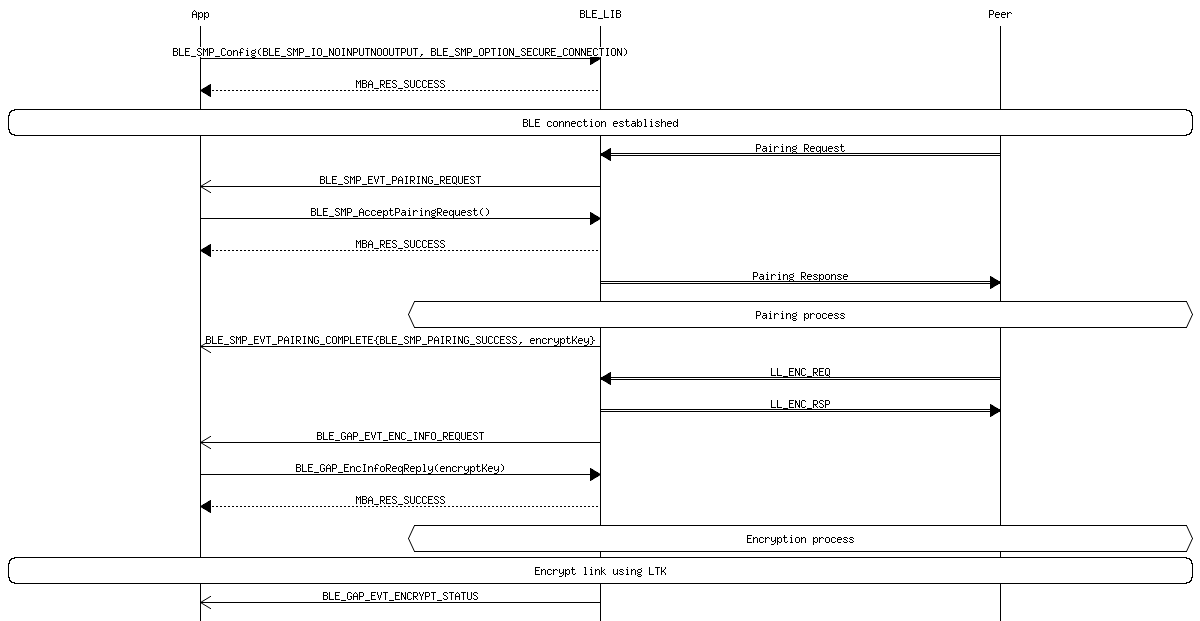 App BLE_LIB Peer
BLE_SMP_Config(BLE_SMP_IO_NOINPUTNOOUTPUT, BLE_SMP_OPTION_SECURE_CONNECTION)
MBA_RES_SUCCESS
BLE connection established
Pairing Request
BLE_SMP_EVT_PAIRING_REQUEST
BLE_SMP_AcceptPairingRequest()
MBA_RES_SUCCESS
Pairing Response
Pairing process
BLE_SMP_EVT_PAIRING_COMPLETE{BLE_SMP_PAIRING_SUCCESS, encryptKey}
LL_ENC_REQ
LL_ENC_RSP
BLE_GAP_EVT_ENC_INFO_REQUEST
BLE_GAP_EncInfoReqReply(encryptKey)
MBA_RES_SUCCESS
Encryption process
Encrypt link using LTK
BLE_GAP_EVT_ENCRYPT_STATUS